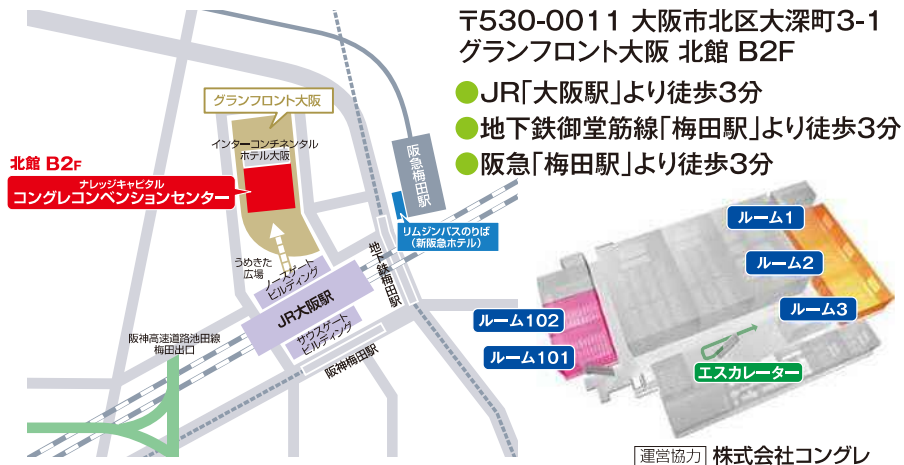 〒530-0011 大阪市北区大深町3-1
グランフロント大阪 北館 B2F
●JR「大阪駅」より徒歩3分
●地下鉄御堂筋線「梅田駅」より徒歩3分
●阪急「梅田駅」より徒歩3分
グランフロント大阪
インターコンチネンタル
ホテル大阪
北館 B2F
ナレッジキャピタル
コングレコンベンションセンター
阪急梅田駅
リムジンバスのりば
(新阪急ホテル)
うめきた
広場
ノースゲート
ビルディング
地下鉄梅田駅
JR大阪駅
サウスゲート
ビルディング
阪神梅田駅
阪神高速道路池田線
梅田出口
ルーム1
ルーム2
ルーム3
ルーム102
ルーム101
エスカレーター
運営協力 株式会社コングレ